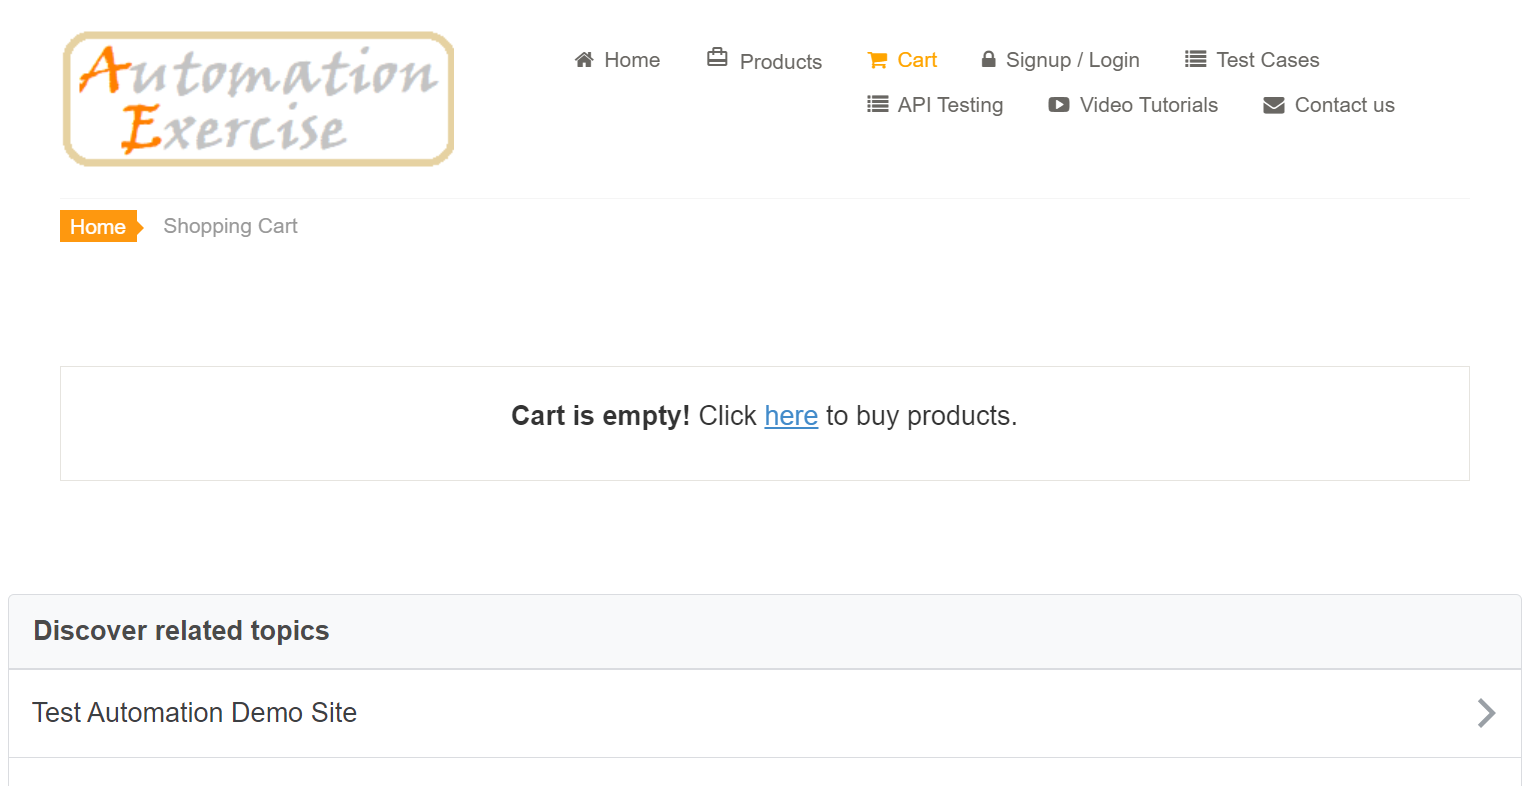 Automation
Exercise
Home Products Cart Signup / Login Test Cases
API Testing Video Tutorials Contact us
Home Shopping Cart
Cart is empty! Click here to buy products.
Discover related topics
Test Automation Demo Site